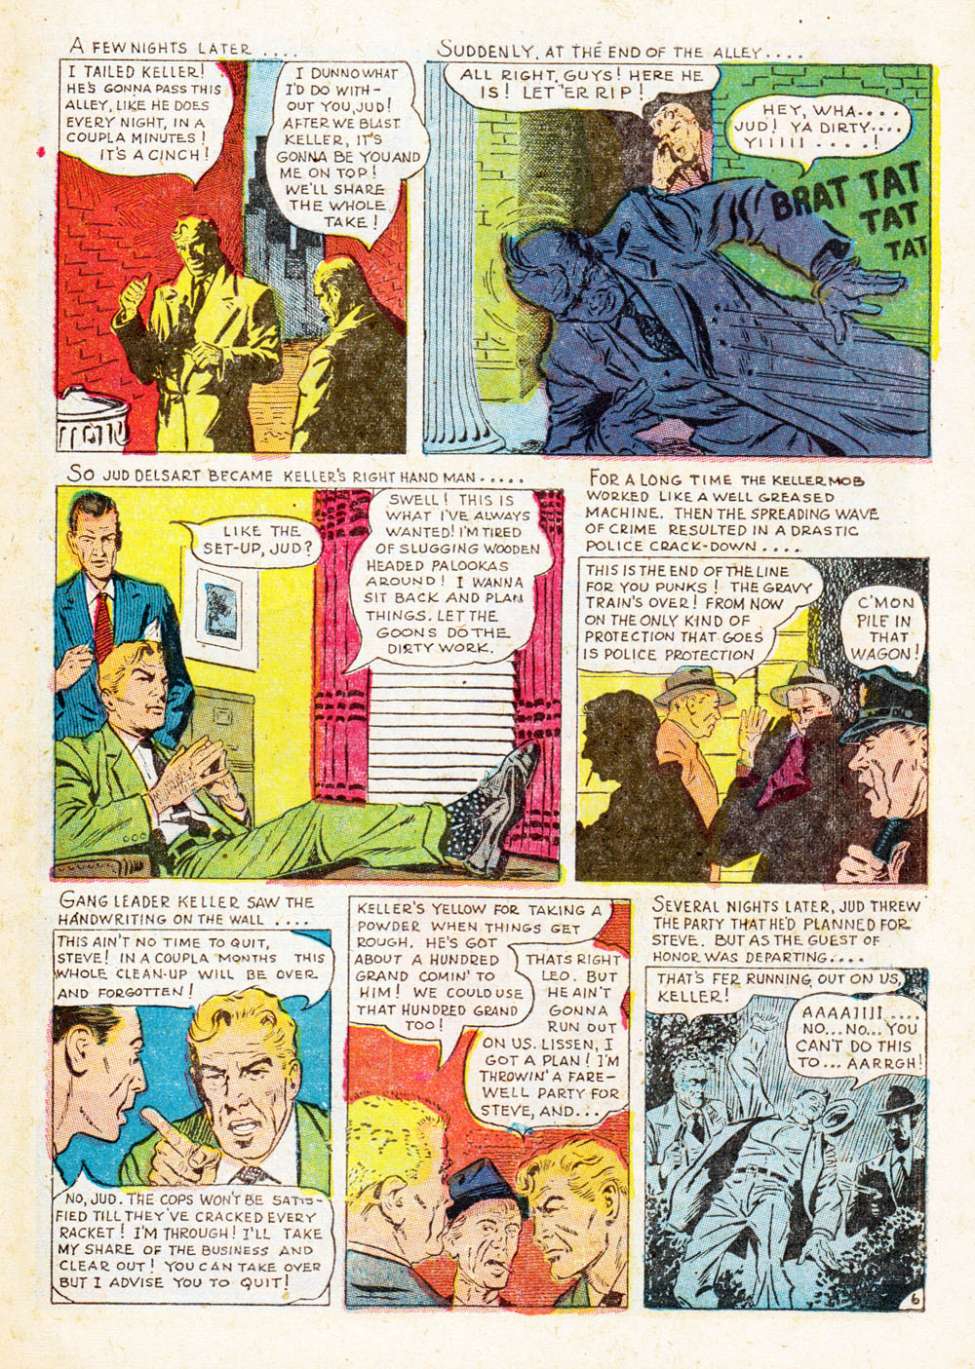 A FEW NIGHTS LATER ....
I TAILED KELLER!
HE'S GONNA PASS THIS
ALLEY, LIKE HE DOES
EVERY NIGHT, IN A
COUPLA MINUTES!
IT'S A CINCH!
I DUNNO WHAT
I'D DO WITH-
OUT YOU, JUD!
AFTER WE BLAST
KELLER, IT'S
GONNA BE YOU AND
ME ON TOP!
WE'LL SHARE
THE WHOLE
TAKE!
SUDDENLY, AT THE END OF THE ALLEY....
ALL RIGHT, GUYS! HERE HE
IS! LET 'ER RIP!
HEY, WHA....
JUD! YA DIRTY....
YIIIII ....!
BRAT TAT
TAT
TAT
SO JUD DELSART BECAME KELLER'S RIGHT HAND MAN.....
LIKE THE
SET-UP, JUD?
SWELL! THIS IS
WHAT I'VE ALWAYS
WANTED! I'M TIRED
OF SLUGGING WOODEN
HEADED PALOOKAS
AROUND! I WANNA
SIT BACK AND PLAN
THINGS. LET THE
GOONS DO THE
DIRTY WORK.
FOR A LONG TIME THE KELLER MOB
WORKED LIKE A WELL GREASED
MACHINE. THEN THE SPREADING WAVE
OF CRIME RESULTED IN A DRASTIC
POLICE CRACK-DOWN....
THIS IS THE END OF THE LINE
FOR YOU PUNKS! THE GRAVY
TRAIN'S OVER! FROM NOW
ON THE ONLY KIND OF
PROTECTION THAT GOES
IS POLICE PROTECTION
C'MON
PILE IN
THAT
WAGON!
GANG LEADER KELLER SAW THE
HANDWRITING ON THE WALL ....
THIS AIN'T NO TIME TO QUIT,
STEVE! IN A COUPLA MONTHS THIS
WHOLE CLEAN-UP WILL BE OVER
AND FORGOTTEN!
NO, JUD. THE COPS WON'T BE SATIS-
FIED TILL THEY'VE CRACKED EVERY
RACKET! I'M THROUGH! I'LL TAKE
MY SHARE OF THE BUSINESS AND
CLEAR OUT! YOU CAN TAKE OVER
BUT I ADVISE YOU TO QUIT!
KELLER'S YELLOW FOR TAKING A
POWDER WHEN THINGS GET
ROUGH. HE'S GOT
ABOUT A HUNDRED
GRAND COMIN' TO
HIM! WE COULD USE
THAT HUNDRED GRAND
TOO!
THATS RIGHT
LEO. BUT
HE AIN'T
GONNA
RUN OUT
ON US. LISSEN, I
GOT A PLAN! I'M
THROWIN' A FARE-
WELL PARTY FOR
STEVE, AND...
SEVERAL NIGHTS LATER, JUD THREW
THE PARTY THAT HE'D PLANNED FOR
STEVE. BUT AS THE GUEST OF
HONOR WAS DEPARTING....
THAT'S FER RUNNING OUT ON US,
KELLER!
AAAAIIII ....
NO...NO...YOU
CAN'T DO THIS
TO... AARRGH!
6